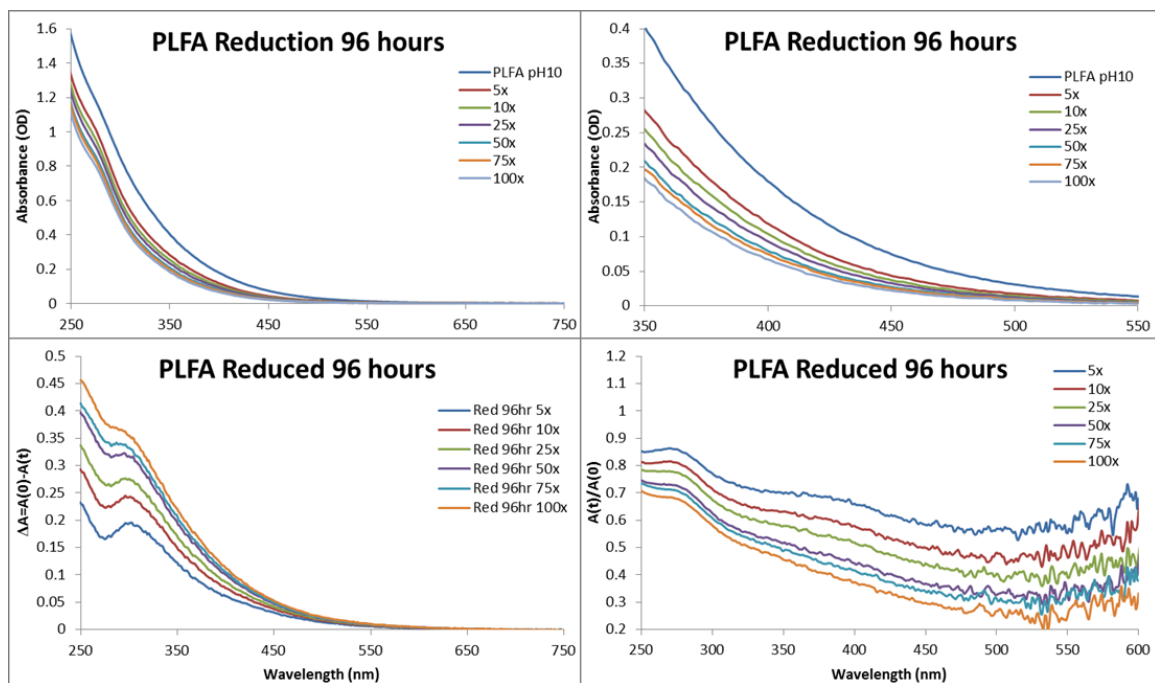 PLFA Reduction 96 hours
Absorbance (OD)
1.6
1.4
1.2
1
0.8
0.6
0.4
0.2
0
250
350
450
550
650
750
PLFA pH10
5x
10x
25x
50x
75x
100x
PLFA Reduction 96 hours
Absorbance (OD)
0.4
0.35
0.3
0.25
0.2
0.15
0.1
0.05
0
350
400
450
500
550
PLFA pH10
5x
10x
25x
50x
75x
100x
PLFA Reduced 96 hours
ΔA=A(0)-A(t)
0.5
0.45
0.4
0.35
0.3
0.25
0.2
0.15
0.1
0.05
0
250
350
450
550
650
750
Wavelength (nm)
Red 96hr 5x
Red 96hr 10x
Red 96hr 25x
Red 96hr 50x
Red 96hr 75x
Red 96hr 100x
PLFA Reduced 96 hours
A(t)/A(0)
1.2
1.1
1
0.9
0.8
0.7
0.6
0.5
0.4
0.3
0.2
250
300
350
400
450
500
550
600
Wavelength (nm)
5x
10x
25x
50x
75x
100x